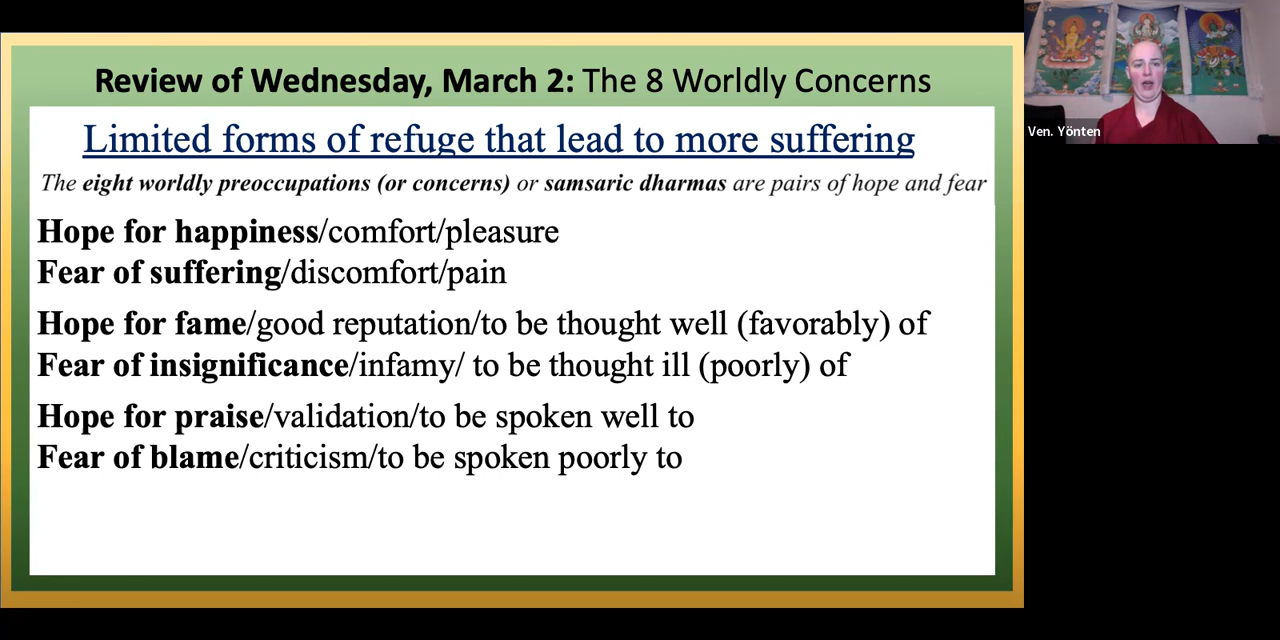 Review of Wednesday, March 2: The 8 Worldly Concerns
Limited forms of refuge that lead to more suffering
The eight worldly preoccupations (or concerns) or samsaric dharmas are pairs of hope and fear
Hope for happiness/comfort/pleasure
Fear of suffering/discomfort/pain
Hope for fame/good reputation/to be thought well (favorably) of
Fear of insignificance/infamy/ to be thought ill (poorly) of
Hope for praise/validation/to be spoken well to
Fear of blame/criticism/to be spoken poorly to
Ven. Yönten